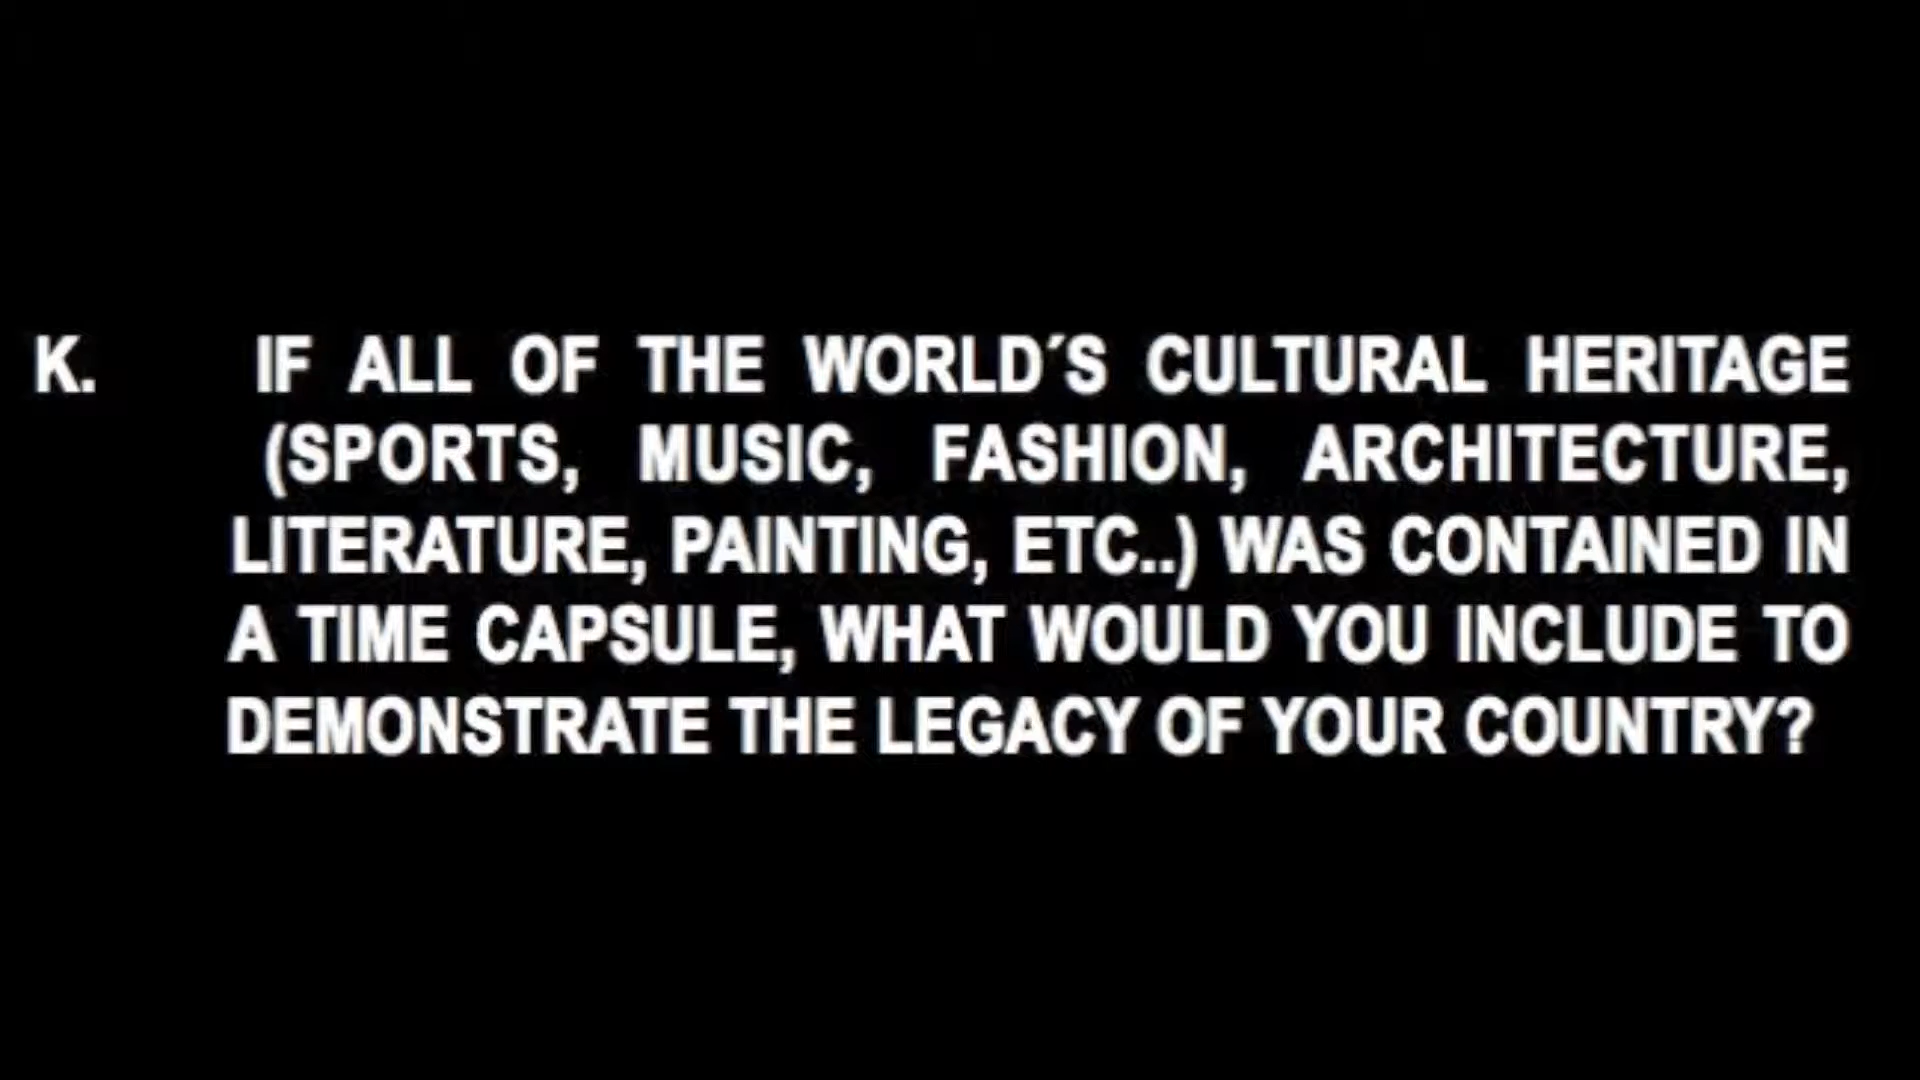 K. IF ALL OF THE WORLD´S CULTURAL HERITAGE
(SPORTS, MUSIC, FASHION, ARCHITECTURE,
LITERATURE, PAINTING, ETC..) WAS CONTAINED IN
A TIME CAPSULE, WHAT WOULD YOU INCLUDE TO
DEMONSTRATE THE LEGACY OF YOUR COUNTRY?